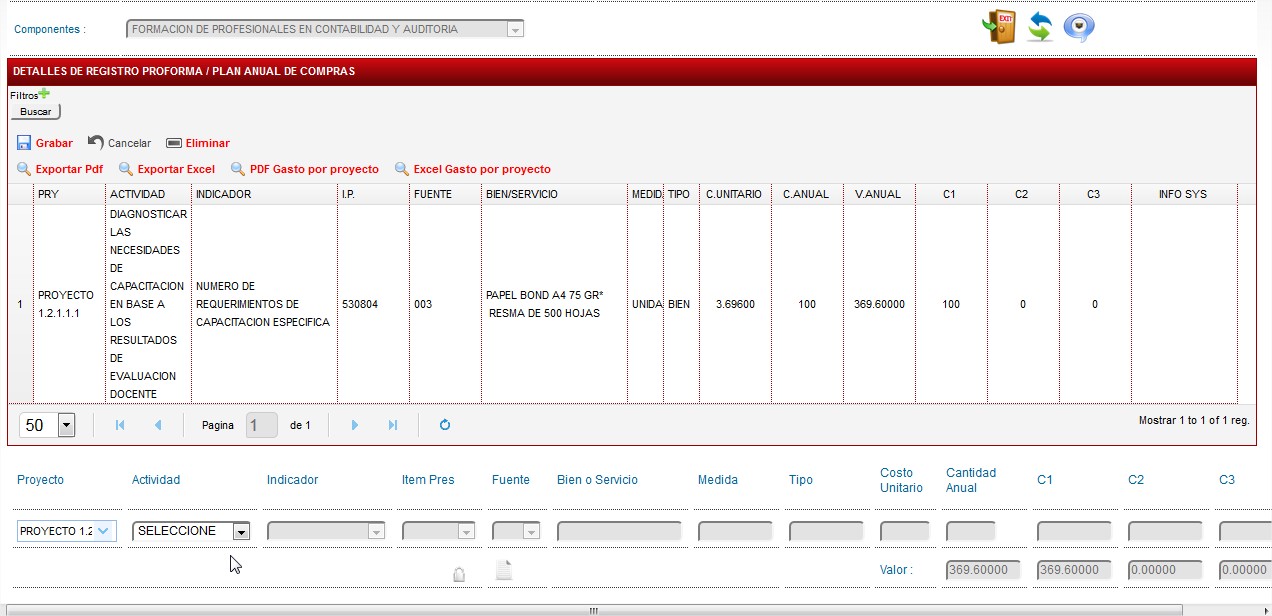 Componentes :
FORMACION DE PROFESIONALES EN CONTABILIDAD Y AUDITORIA
EXIT
DETALLES DE REGISTRO PROFORMA / PLAN ANUAL DE COMPRAS
Filtros
Buscar
Grabar Cancelar Eliminar
Exportar Pdf Exportar Excel PDF Gasto por proyecto Excel Gasto por proyecto
PRY ACTIVIDAD INDICADOR I.P. FUENTE BIEN/SERVICIO MEDID. TIPO C.UNITARIO C.ANUAL V.ANUAL C1 C2 C3 INFO SYS
1
PROYECTO
1.2.1.1.1
DIAGNOSTICAR
LAS
NECESIDADES
DE
CAPACITACION
EN BASE A
LOS
RESULTADOS
DE
EVALUACION
DOCENTE
NUMERO DE
REQUERIMIENTOS DE
CAPACITACION ESPECIFICA
530804
003
PAPEL BOND A4 75 GR*
RESMA DE 500 HOJAS
UNIDA
BIEN
3.69600
100
369.60000
100
0
0
50
Pagina 1 de 1
Mostrar 1 to 1 of 1 reg.
Proyecto Actividad Indicador Item Pres Fuente Bien o Servicio Medida Tipo
Costo
Unitario
Cantidad
Anual
C1 C2 C3
PROYECTO 1.2
SELECCIONE
Valor : 369.60000 369.60000 0.00000 0.00000